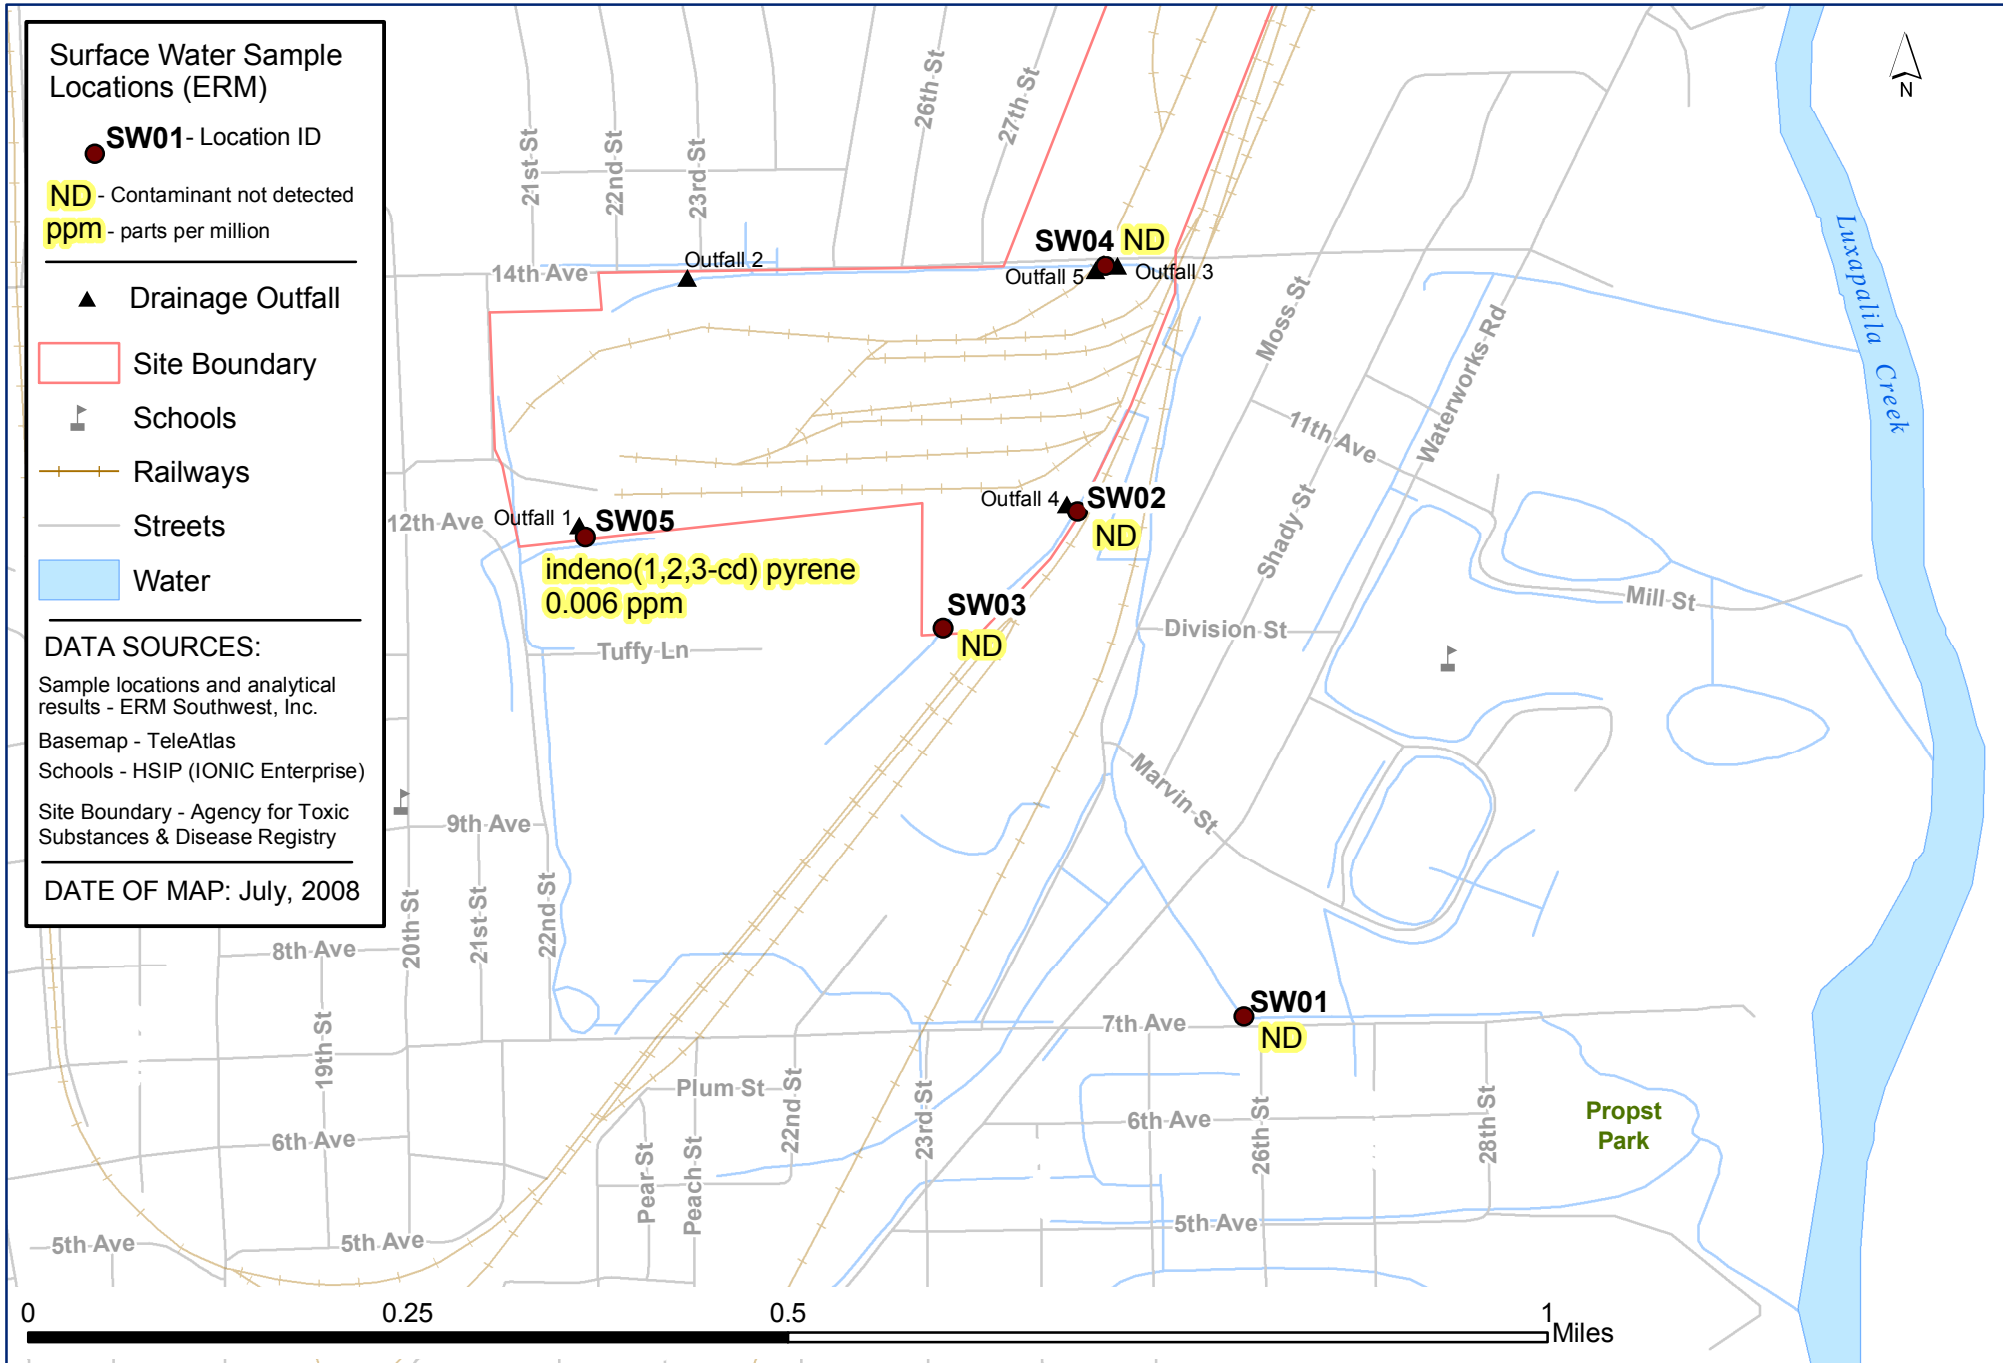 Surface Water Sample
Locations (ERM)
SW01 - Location ID
ND - Contaminant not detected
ppm - parts per million
Drainage Outfall
Site Boundary
Schools
Railways
Streets
Water
DATA SOURCES:
Sample locations and analytical
results - ERM Southwest, Inc.
Basemap - TeleAtlas
Schools - HSIP (IONIC Enterprise)
Site Boundary - Agency for Toxic
Substances & Disease Registry
DATE OF MAP: July, 2008
N
26th St
27th St
21st St
22nd St
23rd St
14th Ave
Outfall 2
SW04 ND
Outfall 5
Outfall 3
Luxapalila Creek
Moss St
Waterworks Rd
11th Ave
Shady St
12th Ave
Outfall 1
SW05
indeno(1,2,3-cd) pyrene
0.006 ppm
Outfall 4
SW02
ND
SW03
ND
Mill St
Division St
Tuffy Ln
Marvin St
9th Ave
20th St
21st St
22nd St
8th Ave
19th St
SW01
ND
7th Ave
Plum St
22nd St
23rd St
6th Ave
26th St
28th St
Propst
Park
6th Ave
Pear St
Peach St
5th Ave
5th Ave
5th Ave
0 0.25 0.5 1
Miles